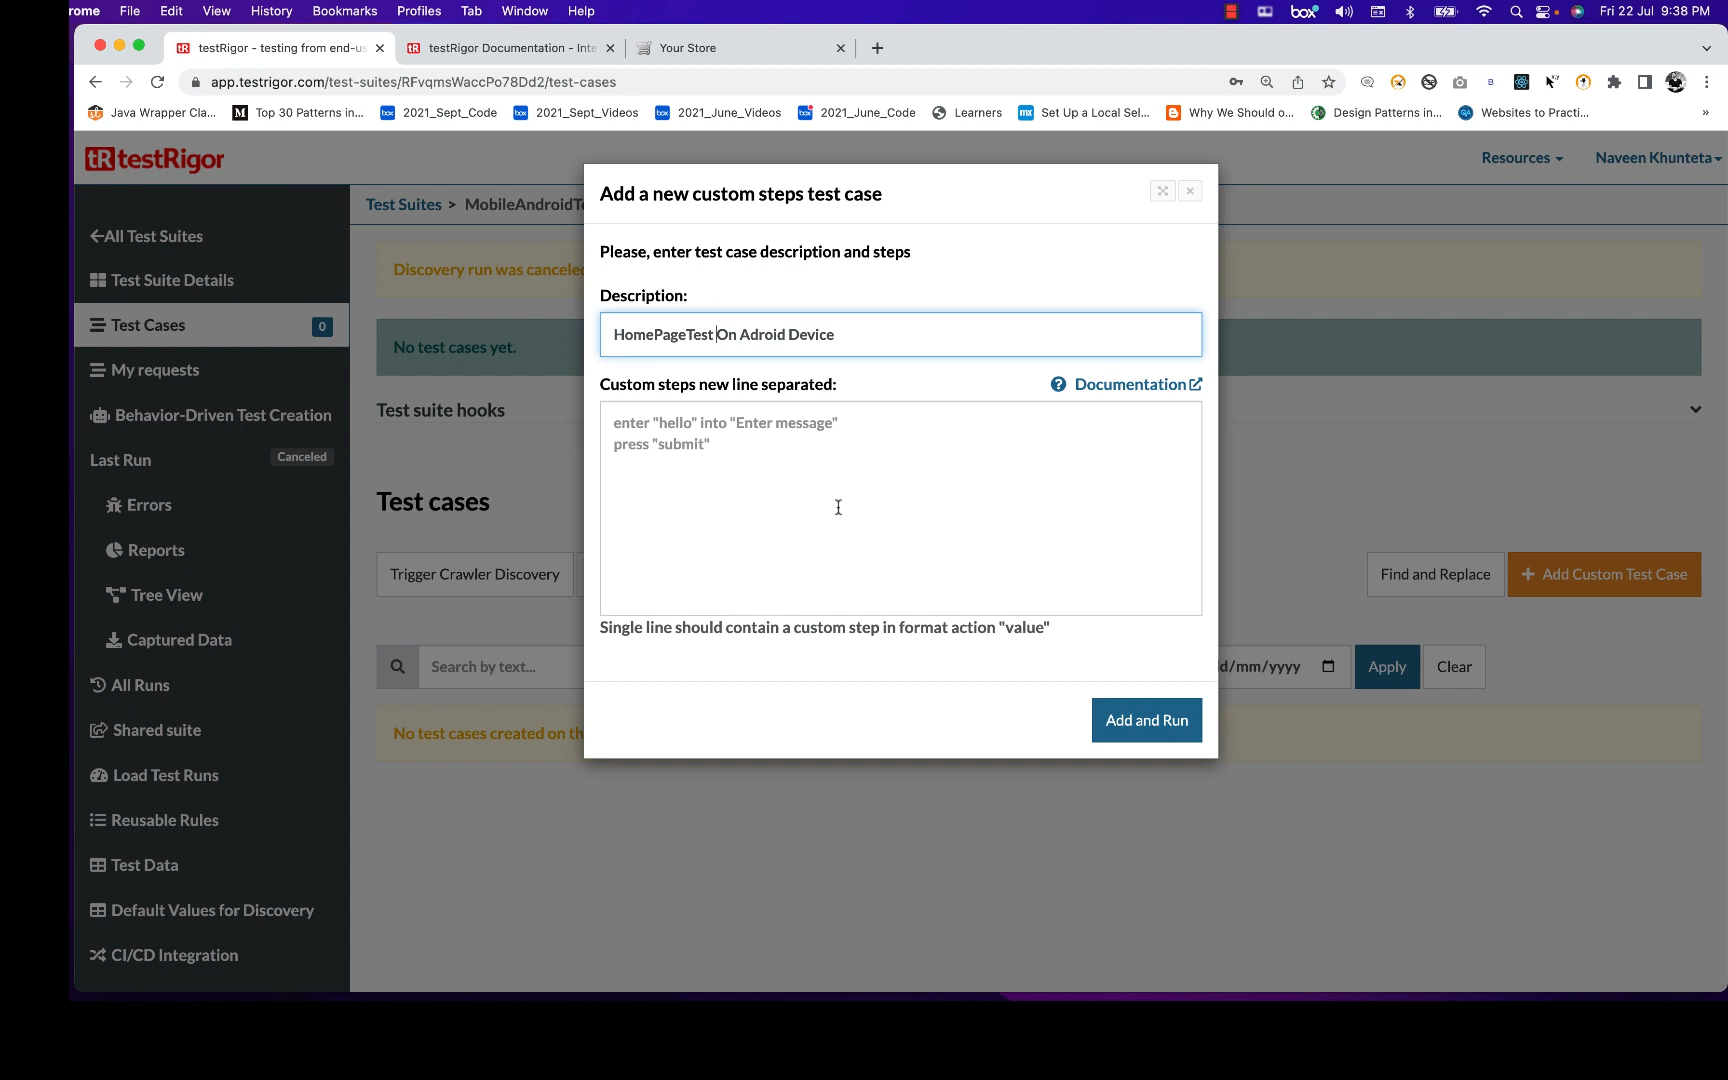 rome File Edit View History Bookmarks Profiles Tab Window Help box Fri 22 Jul 9:38 PM
testRigor - testing from end-us testRigor Documentation - Inte Your Store
app.testrigor.com/test-suites/RFvqmsWaccPo78Dd2/test-cases
Java Wrapper Cla... Top 30 Patterns in... 2021_Sept_Code 2021_Sept_Videos 2021_June_Videos 2021_June_Code Learners Set Up a Local Sel... Why We Should o... Design Patterns in... Websites to Practi... »
tR testRigor
Resources Naveen Khunteta
Test Suites > MobileAndroidTe
All Test Suites
Test Suite Details
Test Cases 0
My requests
Behavior-Driven Test Creation
Last Run Canceled
Errors
Reports
Tree View
Captured Data
All Runs
Shared suite
Load Test Runs
Reusable Rules
Test Data
Default Values for Discovery
CI/CD Integration
Discovery run was canceled
No test cases yet.
Test suite hooks
Test cases
Trigger Crawler Discovery
Find and Replace
+ Add Custom Test Case
Search by text...
d/mm/yyyy
Apply
Clear
No test cases created on th
Add a new custom steps test case
Please, enter test case description and steps
Description:
HomePageTest On Adroid Device
Custom steps new line separated: ? Documentation
enter "hello" into "Enter message"
press "submit"
Single line should contain a custom step in format action "value"
Add and Run